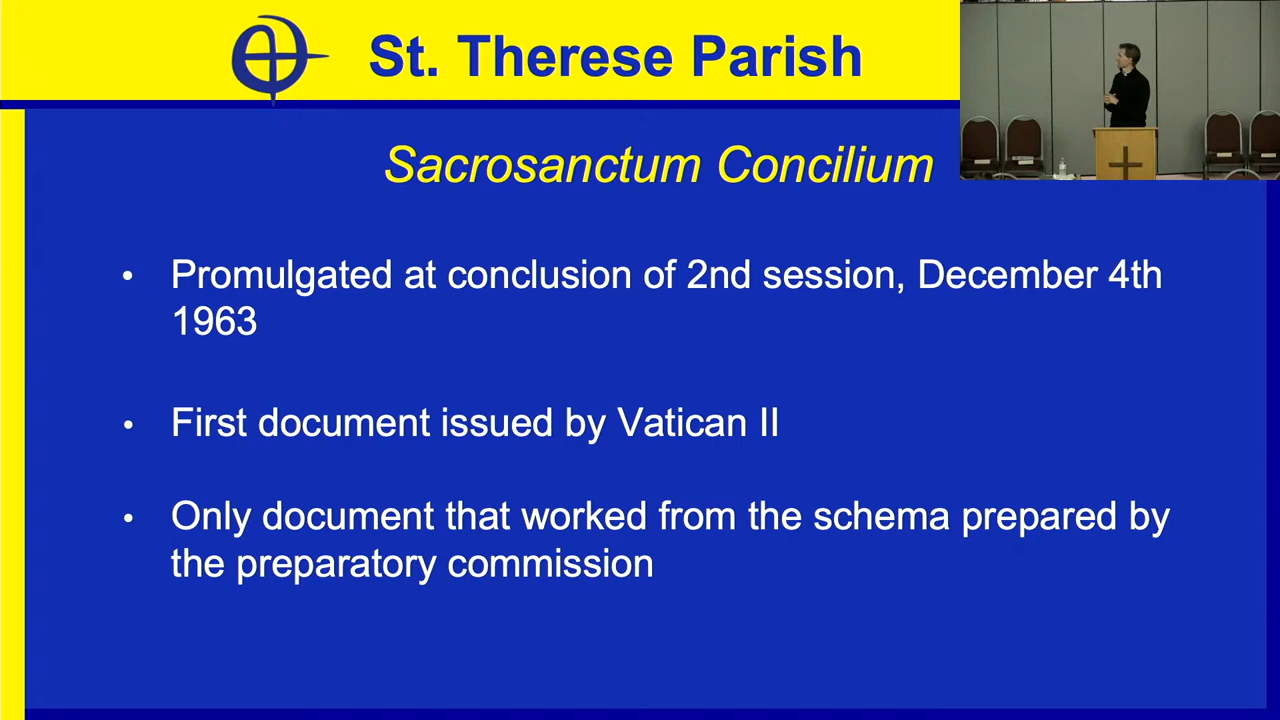 St. Therese Parish
Sacrosanctum Concilium
• Promulgated at conclusion of 2nd session, December 4th
1963
• First document issued by Vatican II
• Only document that worked from the schema prepared by
the preparatory commission